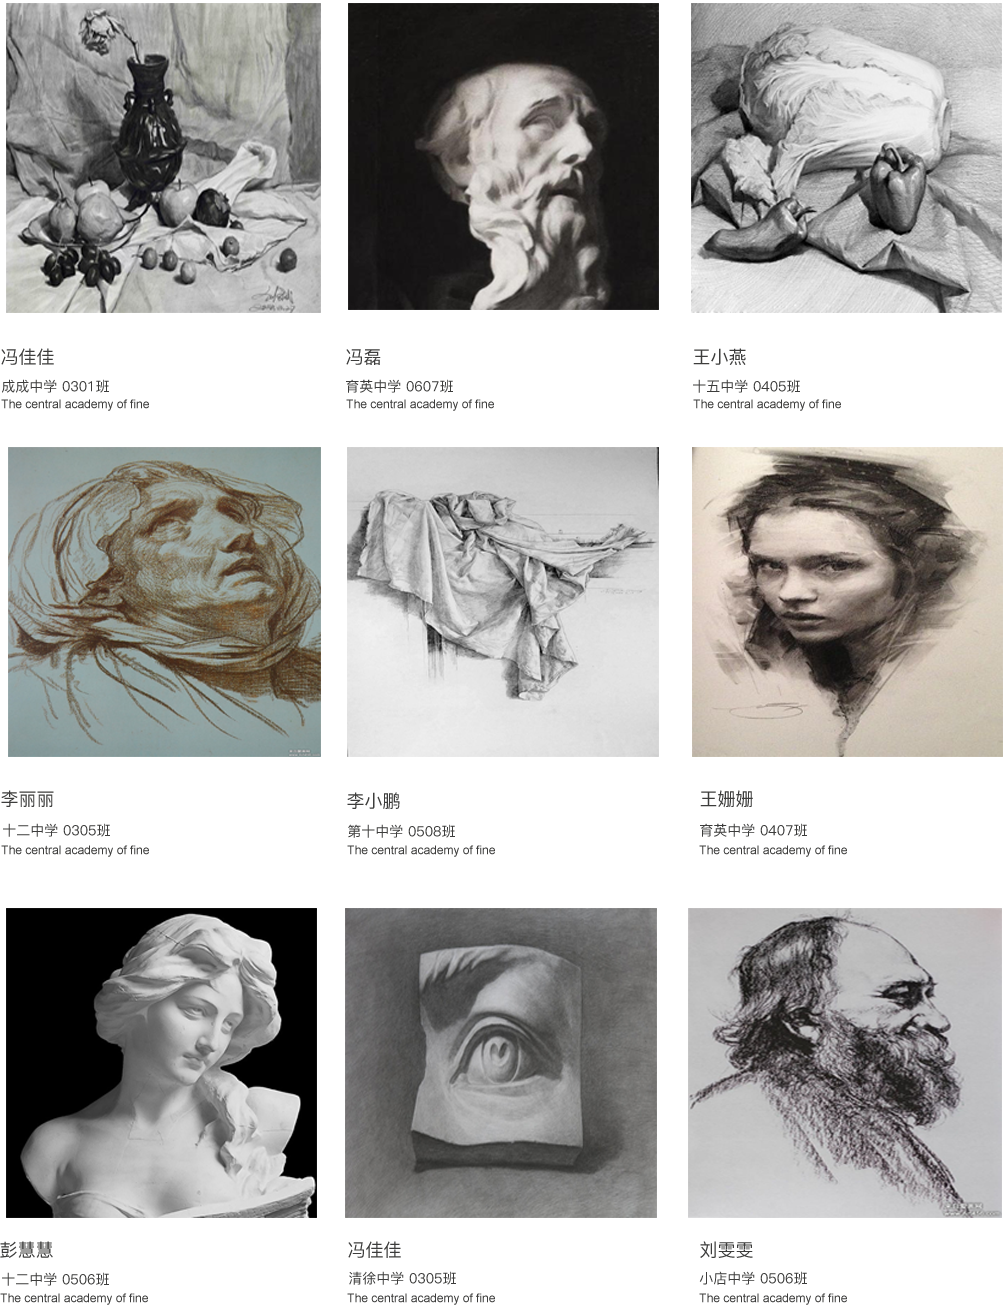 冯佳佳
成成中学 0301班
The central academy of fine
冯磊
育英中学 0607班
The central academy of fine
王小燕
十五中学 0405班
The central academy of fine
李丽丽
十二中学 0305班
The central academy of fine
李小鹏
第十中学 0508班
The central academy of fine
王姗姗
育英中学 0407班
The central academy of fine
彭慧慧
十二中学 0506班
The central academy of fine
冯佳佳
清徐中学 0305班
The central academy of fine
刘雯雯
小店中学 0506班
The central academy of fine